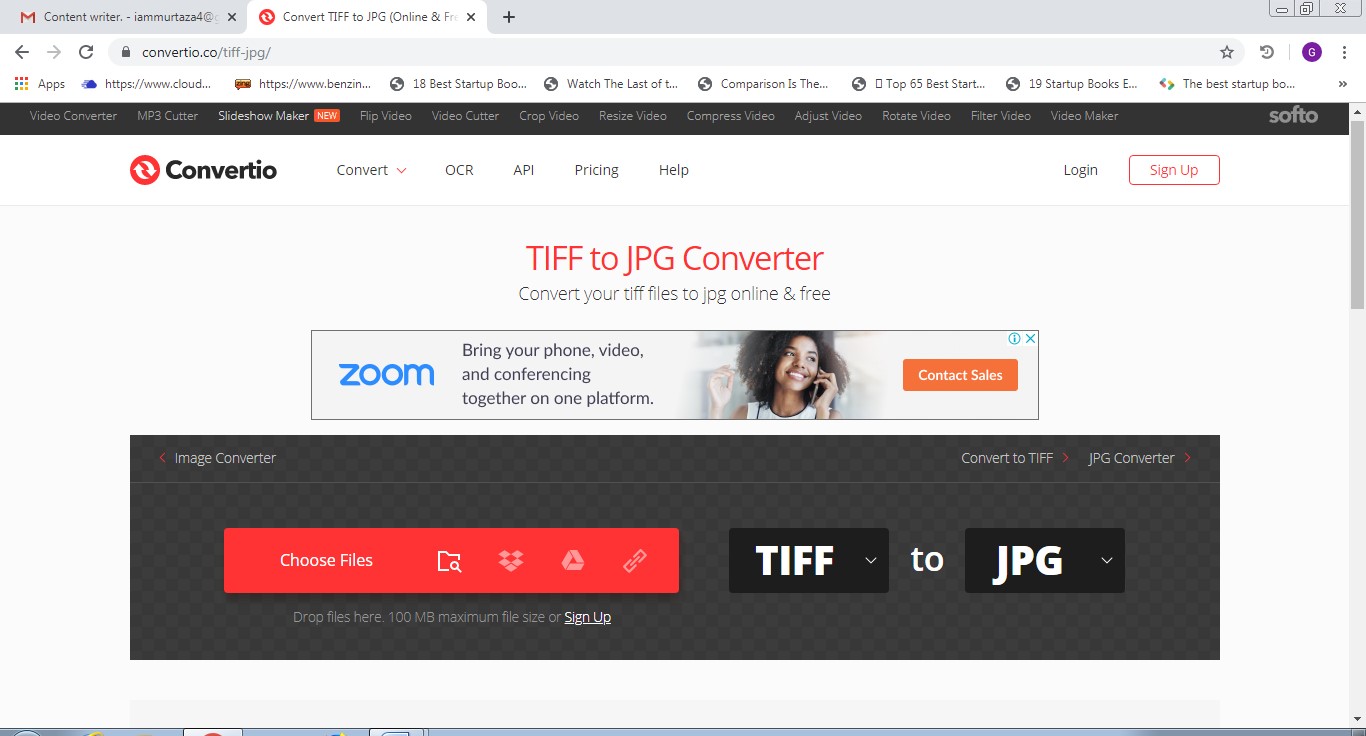 Content writer. - iammurtaza4@g
Convert TIFF to JPG (Online & Fre
convertio.co/tiff-jpg/
G
Apps https://www.cloud... https://www.benzin... 18 Best Startup Boo... Watch The Last of t... Comparison Is The... Top 65 Best Start... 19 Startup Books E... The best startup bo... »
Video Converter MP3 Cutter Slideshow Maker NEW Flip Video Video Cutter Crop Video Resize Video Compress Video Adjust Video Rotate Video Filter Video Video Maker softo
Convertio Convert OCR API Pricing Help Login Sign Up
TIFF to JPG Converter
Convert your tiff files to jpg online & free
zoom
Bring your phone, video,
and conferencing
together on one platform.
Contact Sales
Image Converter Convert to TIFF JPG Converter
Choose Files TIFF to JPG
Drop files here. 100 MB maximum file size or Sign Up